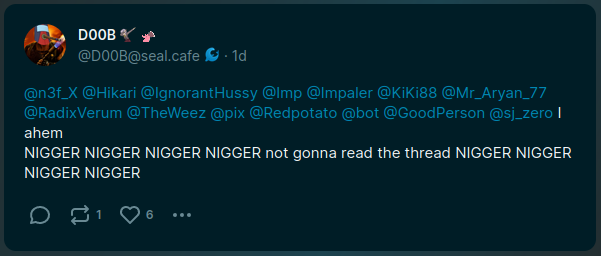 D00B
@D00B@seal.cafe · 1d
@n3f_X @Hikari @IgnorantHussy @Imp @Impaler @KiKi88 @Mr_Aryan_77
@RadixVerum @TheWeez @pix @Redpotato @bot @GoodPerson @sj_zero I
ahem
NIGGER NIGGER NIGGER NIGGER not gonna read the thread NIGGER NIGGER
NIGGER NIGGER
1 6